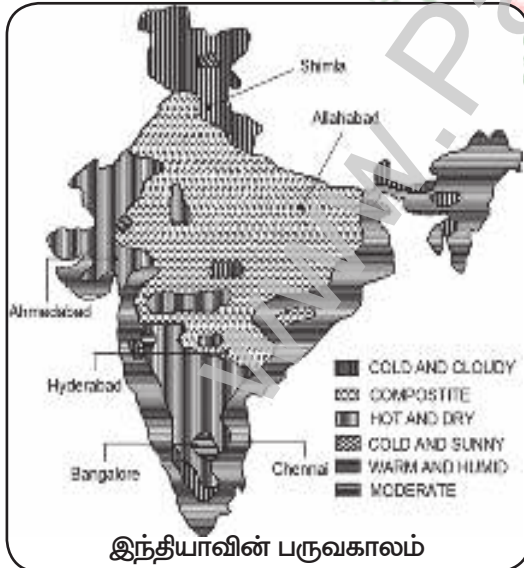 Shimla
Allahabad
Ahmedabad
Hyderabad
Bangalore
Chennai
COLD AND CLOUDY
COMPOSTITE
HOT AND DRY
COLD AND SUNNY
WARM AND HUMID
MODERATE
இந்தியாவின் பருவகாலம்
www.P